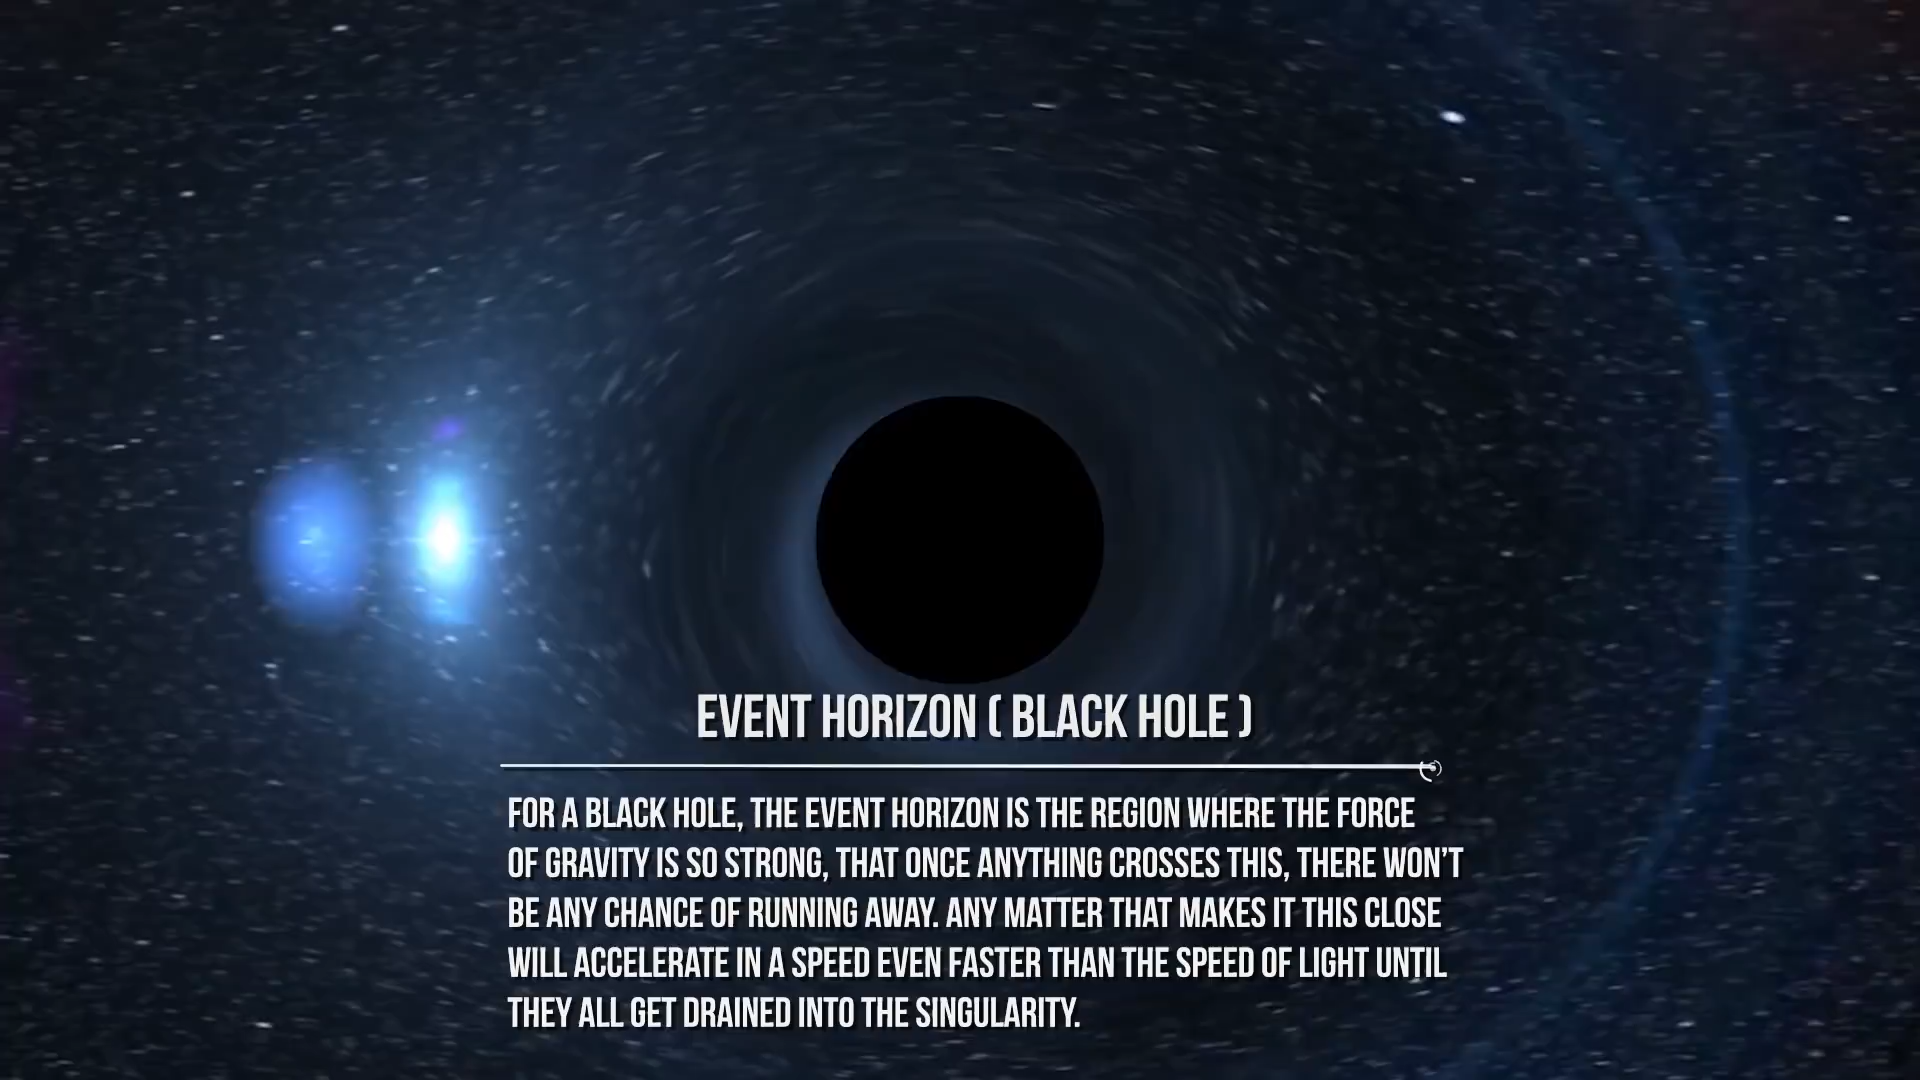 EVENT HORIZON ( BLACK HOLE )
FOR A BLACK HOLE, THE EVENT HORIZON IS THE REGION WHERE THE FORCE
OF GRAVITY IS SO STRONG, THAT ONCE ANYTHING CROSSES THIS, THERE WON'T
BE ANY CHANCE OF RUNNING AWAY. ANY MATTER THAT MAKES IT THIS CLOSE
WILL ACCELERATE IN A SPEED EVEN FASTER THAN THE SPEED OF LIGHT UNTIL
THEY ALL GET DRAINED INTO THE SINGULARITY.